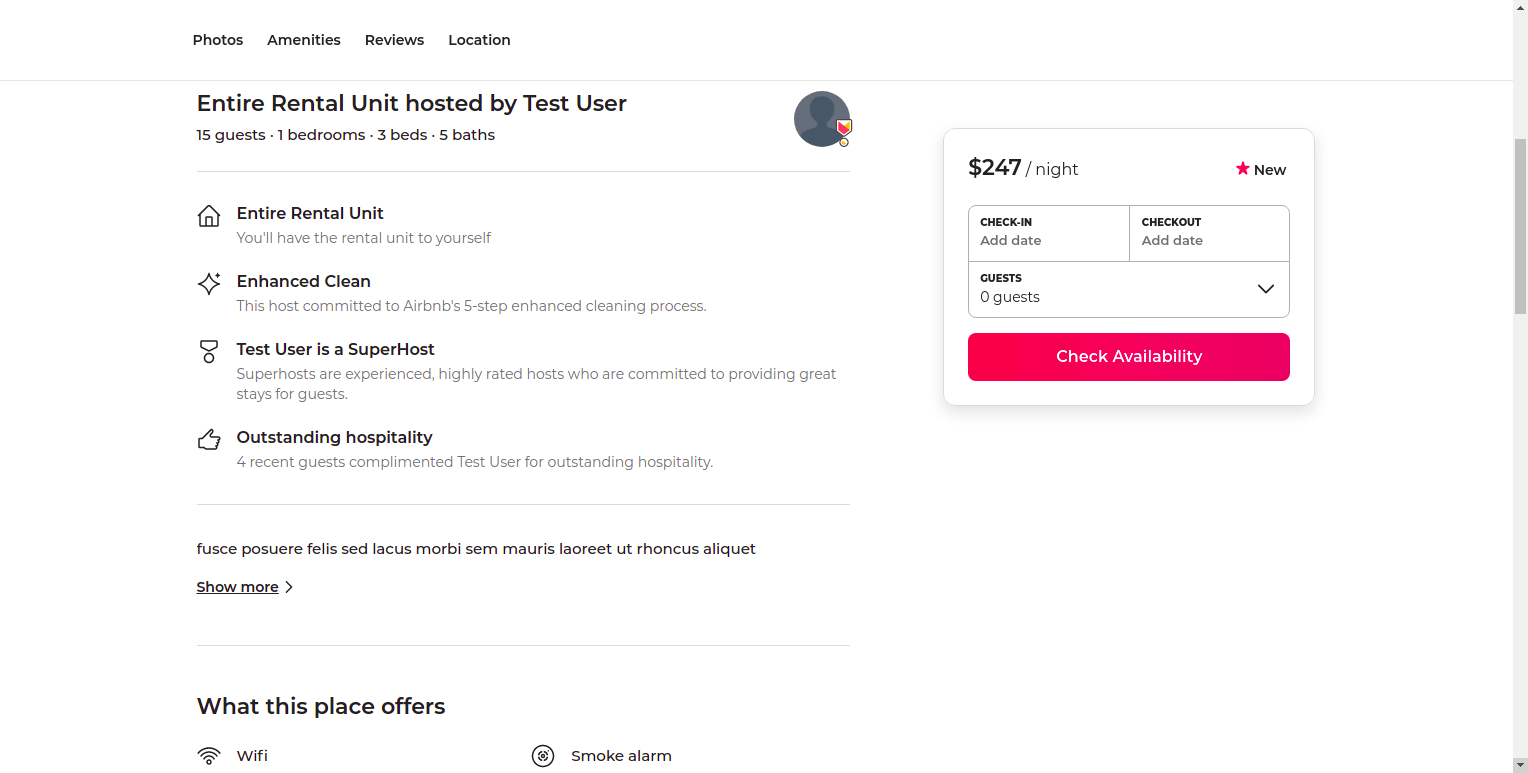 Photos Amenities Reviews Location
Entire Rental Unit hosted by Test User
15 guests · 1 bedrooms · 3 beds · 5 baths
Entire Rental Unit
You'll have the rental unit to yourself
Enhanced Clean
This host committed to Airbnb's 5-step enhanced cleaning process.
Test User is a SuperHost
Superhosts are experienced, highly rated hosts who are committed to providing great
stays for guests.
Outstanding hospitality
4 recent guests complimented Test User for outstanding hospitality.
fusce posuere felis sed lacus morbi sem mauris laoreet ut rhoncus aliquet
Show more
What this place offers
Wifi
Smoke alarm
$247 / night
New
CHECK-IN
Add date
CHECKOUT
Add date
GUESTS
0 guests
Check Availability